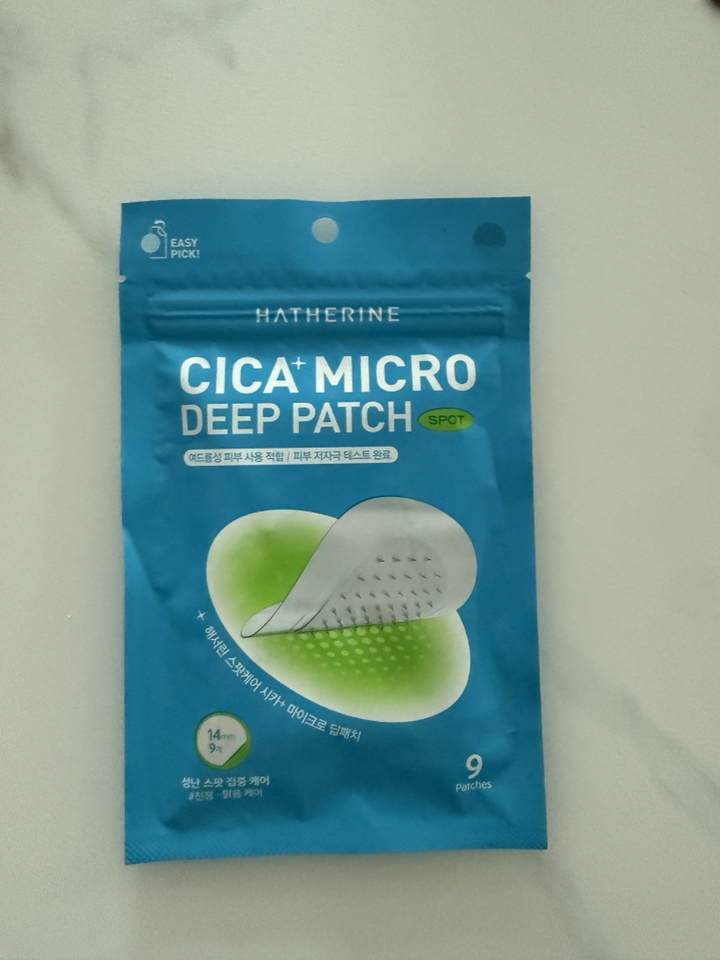 EASY
PICK!
HATHERINE
CICA+ MICRO
DEEP PATCH SPOT
여드름성 피부 사용 적합 / 피부 저자극 테스트 완료
+ 해서린 스팟케어 시카+ 마이크로 딥패치
14mm
9개
성난 스팟 집중 케어
#진정 · 맑음 케어
9
Patches